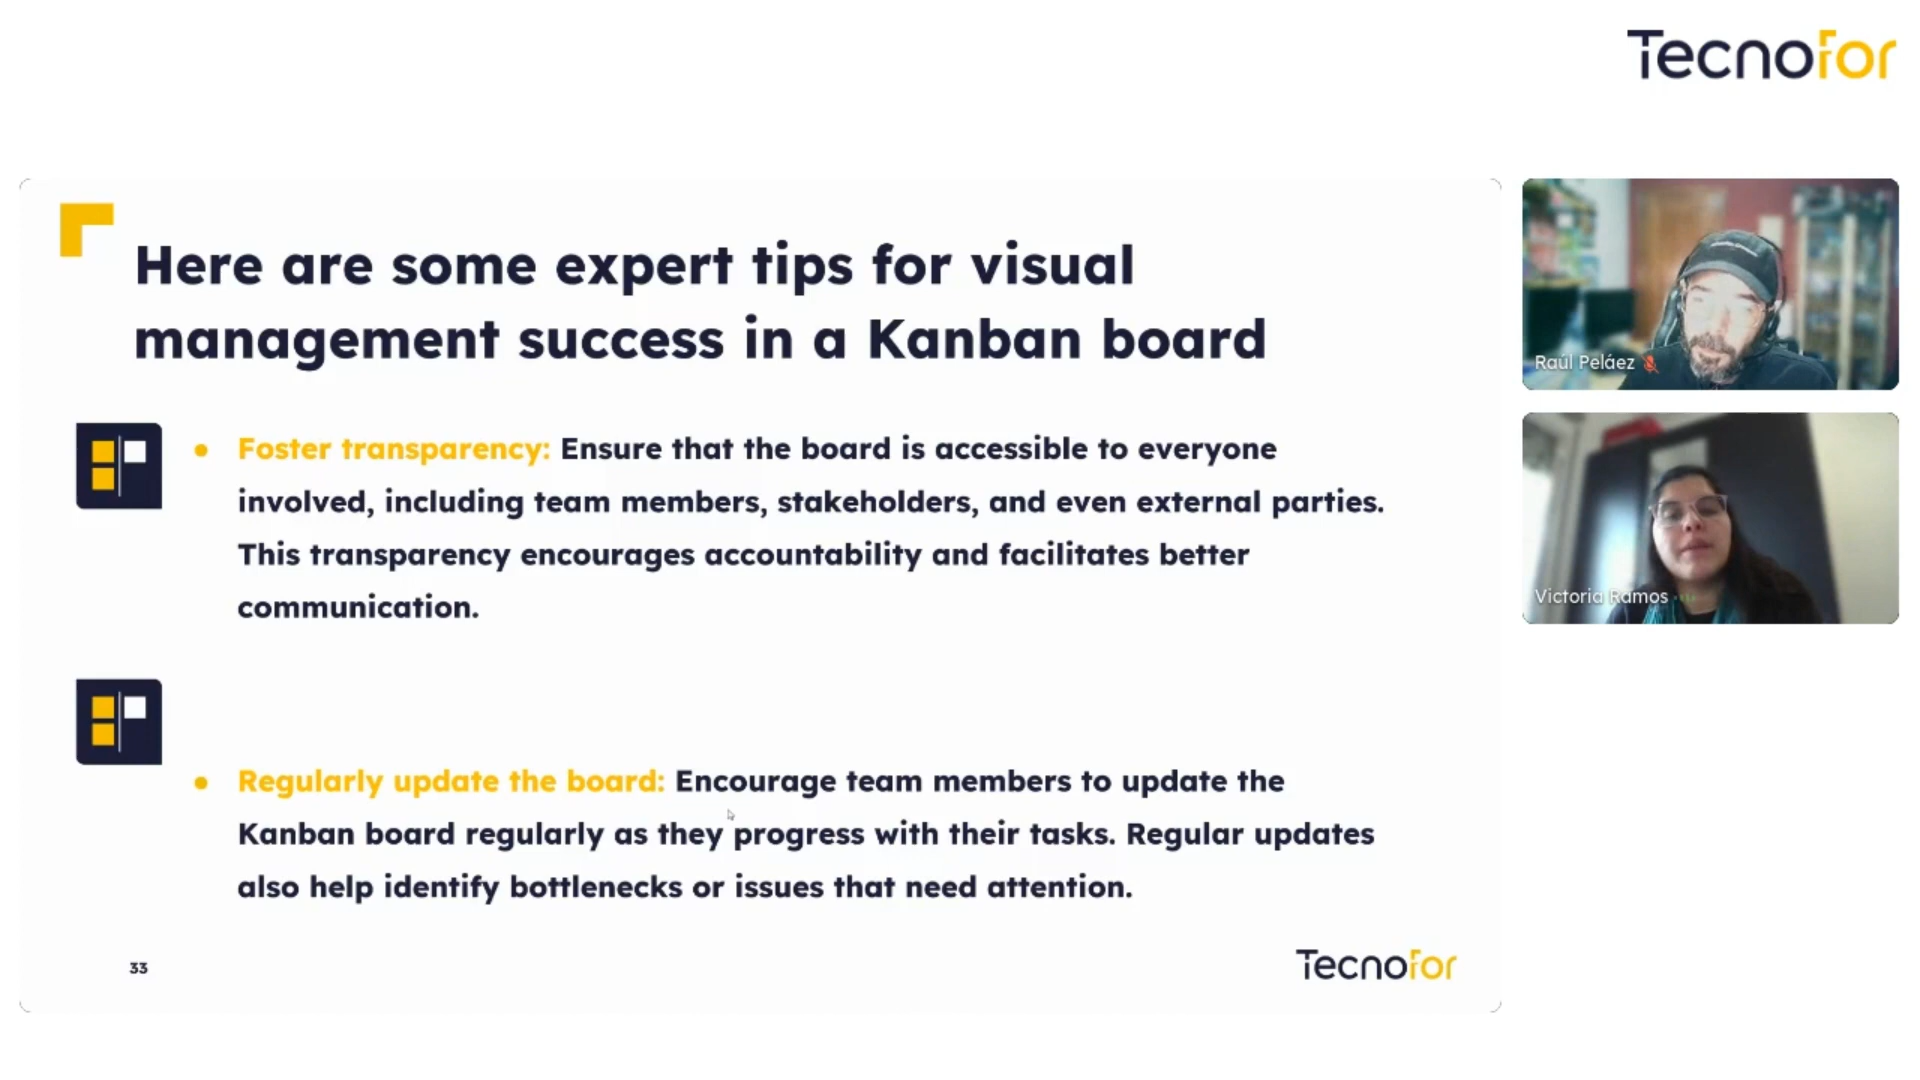 Tecnofor
Here are some expert tips for visual
management success in a Kanban board
• Foster transparency: Ensure that the board is accessible to everyone
involved, including team members, stakeholders, and even external parties.
This transparency encourages accountability and facilitates better
communication.
• Regularly update the board: Encourage team members to update the
Kanban board regularly as they progress with their tasks. Regular updates
also help identify bottlenecks or issues that need attention.
33
Tecnofor
Raúl Peláez
Victoria Ramos